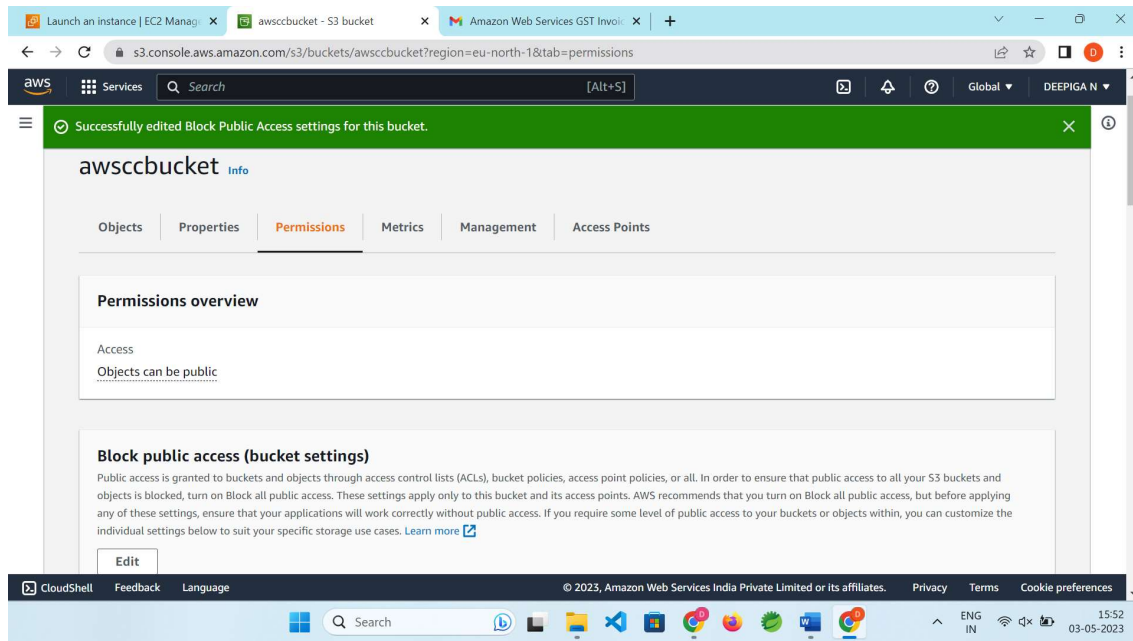 Launch an instance | EC2 Manag
awsccbucket - S3 bucket
Amazon Web Services GST Invoic
s3.console.aws.amazon.com/s3/buckets/awsccbucket?region=eu-north-1&tab=permissions
D
aws
Services
Search
[Alt+S]
Global
DEEPIGA N
Successfully edited Block Public Access settings for this bucket.
awsccbucket Info
Objects
Properties
Permissions
Metrics
Management
Access Points
Permissions overview
Access
Objects can be public
Block public access (bucket settings)
Public access is granted to buckets and objects through access control lists (ACLs), bucket policies, access point policies, or all. In order to ensure that public access to all your S3 buckets and
objects is blocked, turn on Block all public access. These settings apply only to this bucket and its access points. AWS recommends that you turn on Block all public access, but before applying
any of these settings, ensure that your applications will work correctly without public access. If you require some level of public access to your buckets or objects within, you can customize the
individual settings below to suit your specific storage use cases. Learn more
Edit
CloudShell
Feedback
Language
© 2023, Amazon Web Services India Private Limited or its affiliates.
Privacy
Terms
Cookie preferences
Search
ENG
IN
15:52
03-05-2023